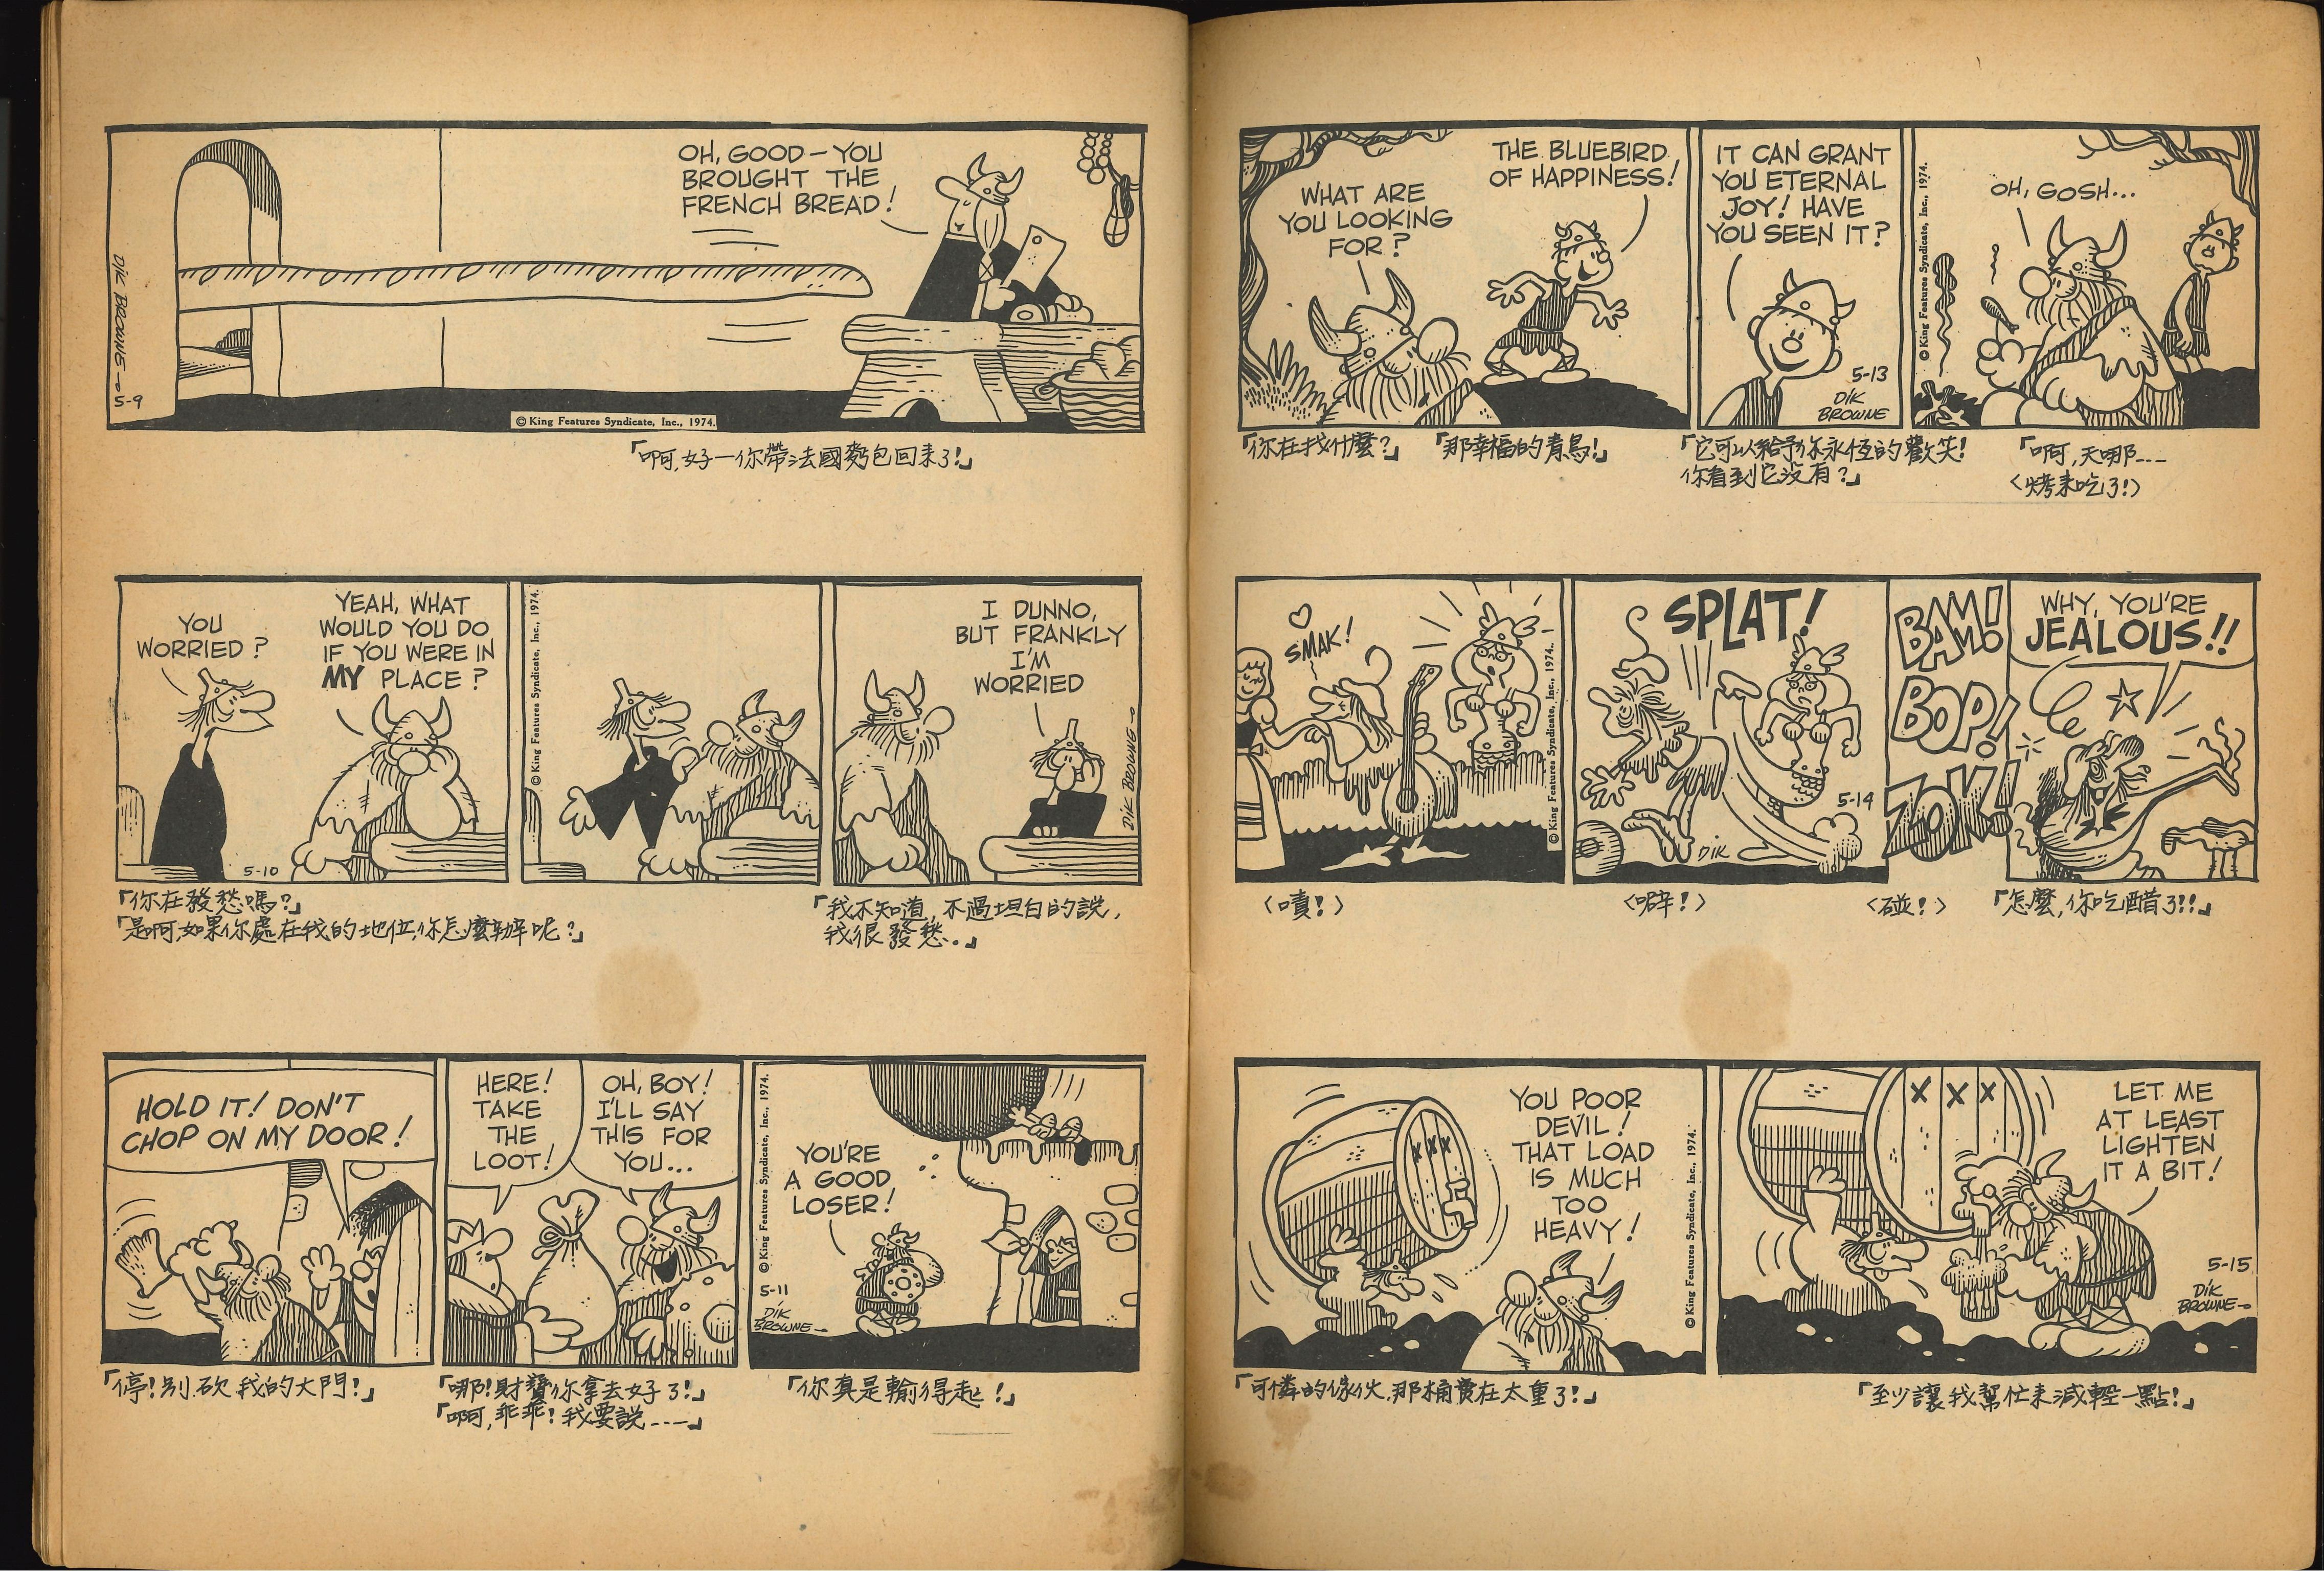 OH, GOOD — YOU
BROUGHT THE
FRENCH BREAD!
DIK BROWNE
5-9
© King Features Syndicate, Inc., 1974.
「啊,好—你帶法國麪包回來了!」
YOU
WORRIED?
YEAH, WHAT
WOULD YOU DO
IF YOU WERE IN
MY PLACE?
5-10
© King Features Syndicate, Inc., 1974.
I DUNNO,
BUT FRANKLY
I'M
WORRIED
DIK BROWNE
「你在發愁嗎?」
「是啊,如果你處在我的地位,你怎麼辦呢?」
「我不知道,不過坦白的說,
我很發愁。」
HOLD IT! DON'T
CHOP ON MY DOOR!
HERE!
TAKE
THE
LOOT!
OH, BOY!
I'LL SAY
THIS FOR
YOU...
© King Features Syndicate, Inc., 1974.
YOU'RE
A GOOD
LOSER!
5-11
DIK
BROWNE
「停!別砍我的大門!」
「哪!財寶你拿去好了!」
「啊,乖乖!我要說---」
「你真是輸得起!」
WHAT ARE
YOU LOOKING
FOR?
THE BLUEBIRD
OF HAPPINESS!
IT CAN GRANT
YOU ETERNAL
JOY! HAVE
YOU SEEN IT?
5-13
DIK
BROWNE
© King Features Syndicate, Inc., 1974.
OH, GOSH...
「你在找什麼?」
「那幸福的青鳥!」
「它可以給予你永恆的歡笑!
你看到它沒有?」
「啊,天哪---
〈烤來吃了!〉
SMAK!
© King Features Syndicate, Inc., 1974.
SPLAT!
5-14
DIK
BAM!
BOP!
ZOK!
WHY, YOU'RE
JEALOUS!!
〈嘖!〉
〈噼!〉
〈碰!〉
「怎麼,你吃醋了!!」
YOU POOR
DEVIL!
THAT LOAD
IS MUCH
TOO
HEAVY!
XXX
© King Features Syndicate, Inc., 1974.
XXX
LET ME
AT LEAST
LIGHTEN
IT A BIT!
5-15
DIK
BROWNE
「可憐的傢伙,那桶實在太重了!」
「至少讓我幫忙來減輕一點!」